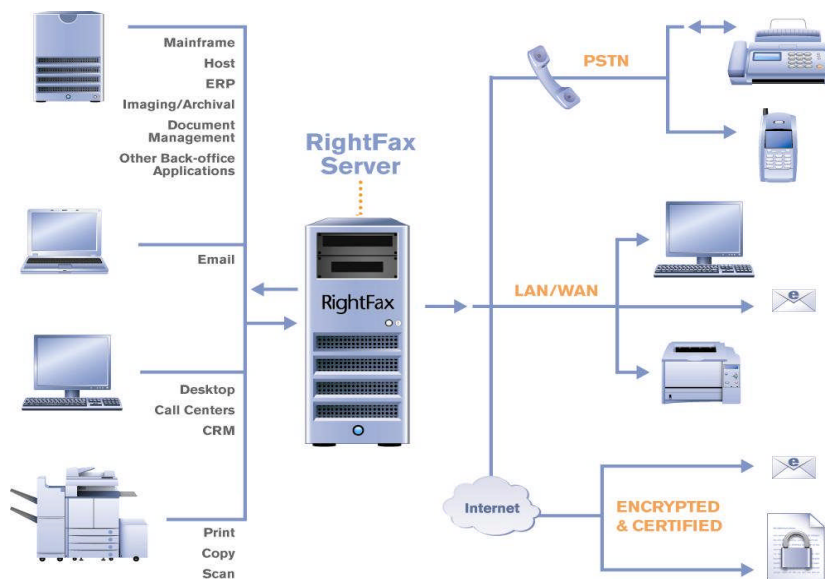 Mainframe
Host
ERP
Imaging/Archival
Document
Management
Other Back-office
Applications
Email
Desktop
Call Centers
CRM
Print
Copy
Scan
RightFax
Server
RightFax
PSTN
LAN/WAN
e
Internet
ENCRYPTED
& CERTIFIED
e